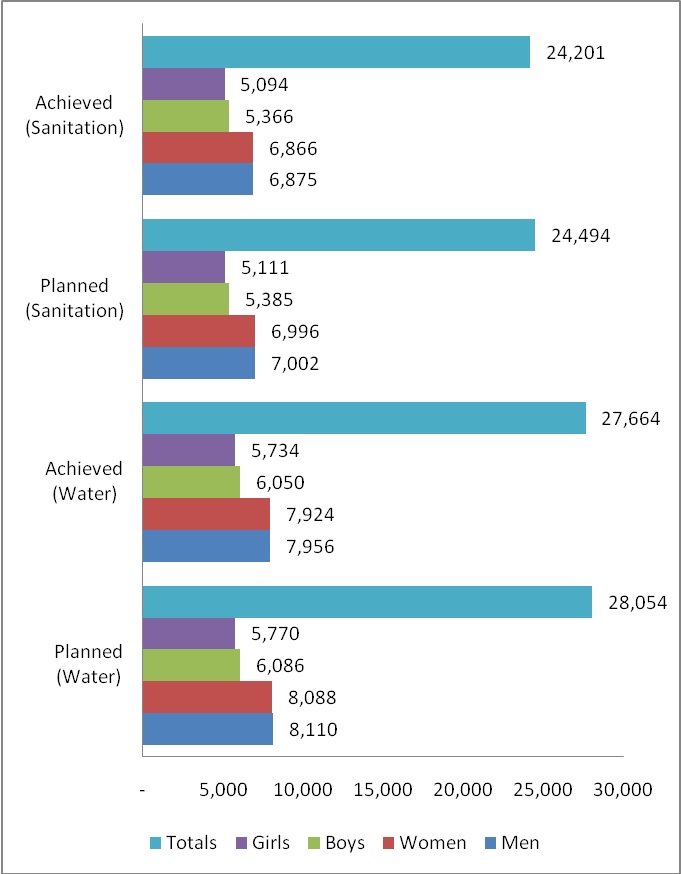 24,201
5,094
Achieved
(Sanitation)
5,366
6,866
6,875
24,494
5,111
Planned
(Sanitation)
5,385
6,996
7,002
27,664
5,734
Achieved
(Water)
6,050
7,924
7,956
28,054
5,770
Planned
(Water)
6,086
8,088
8,110
- 5,000 10,000 15,000 20,000 25,000 30,000
Totals Girls Boys Women Men